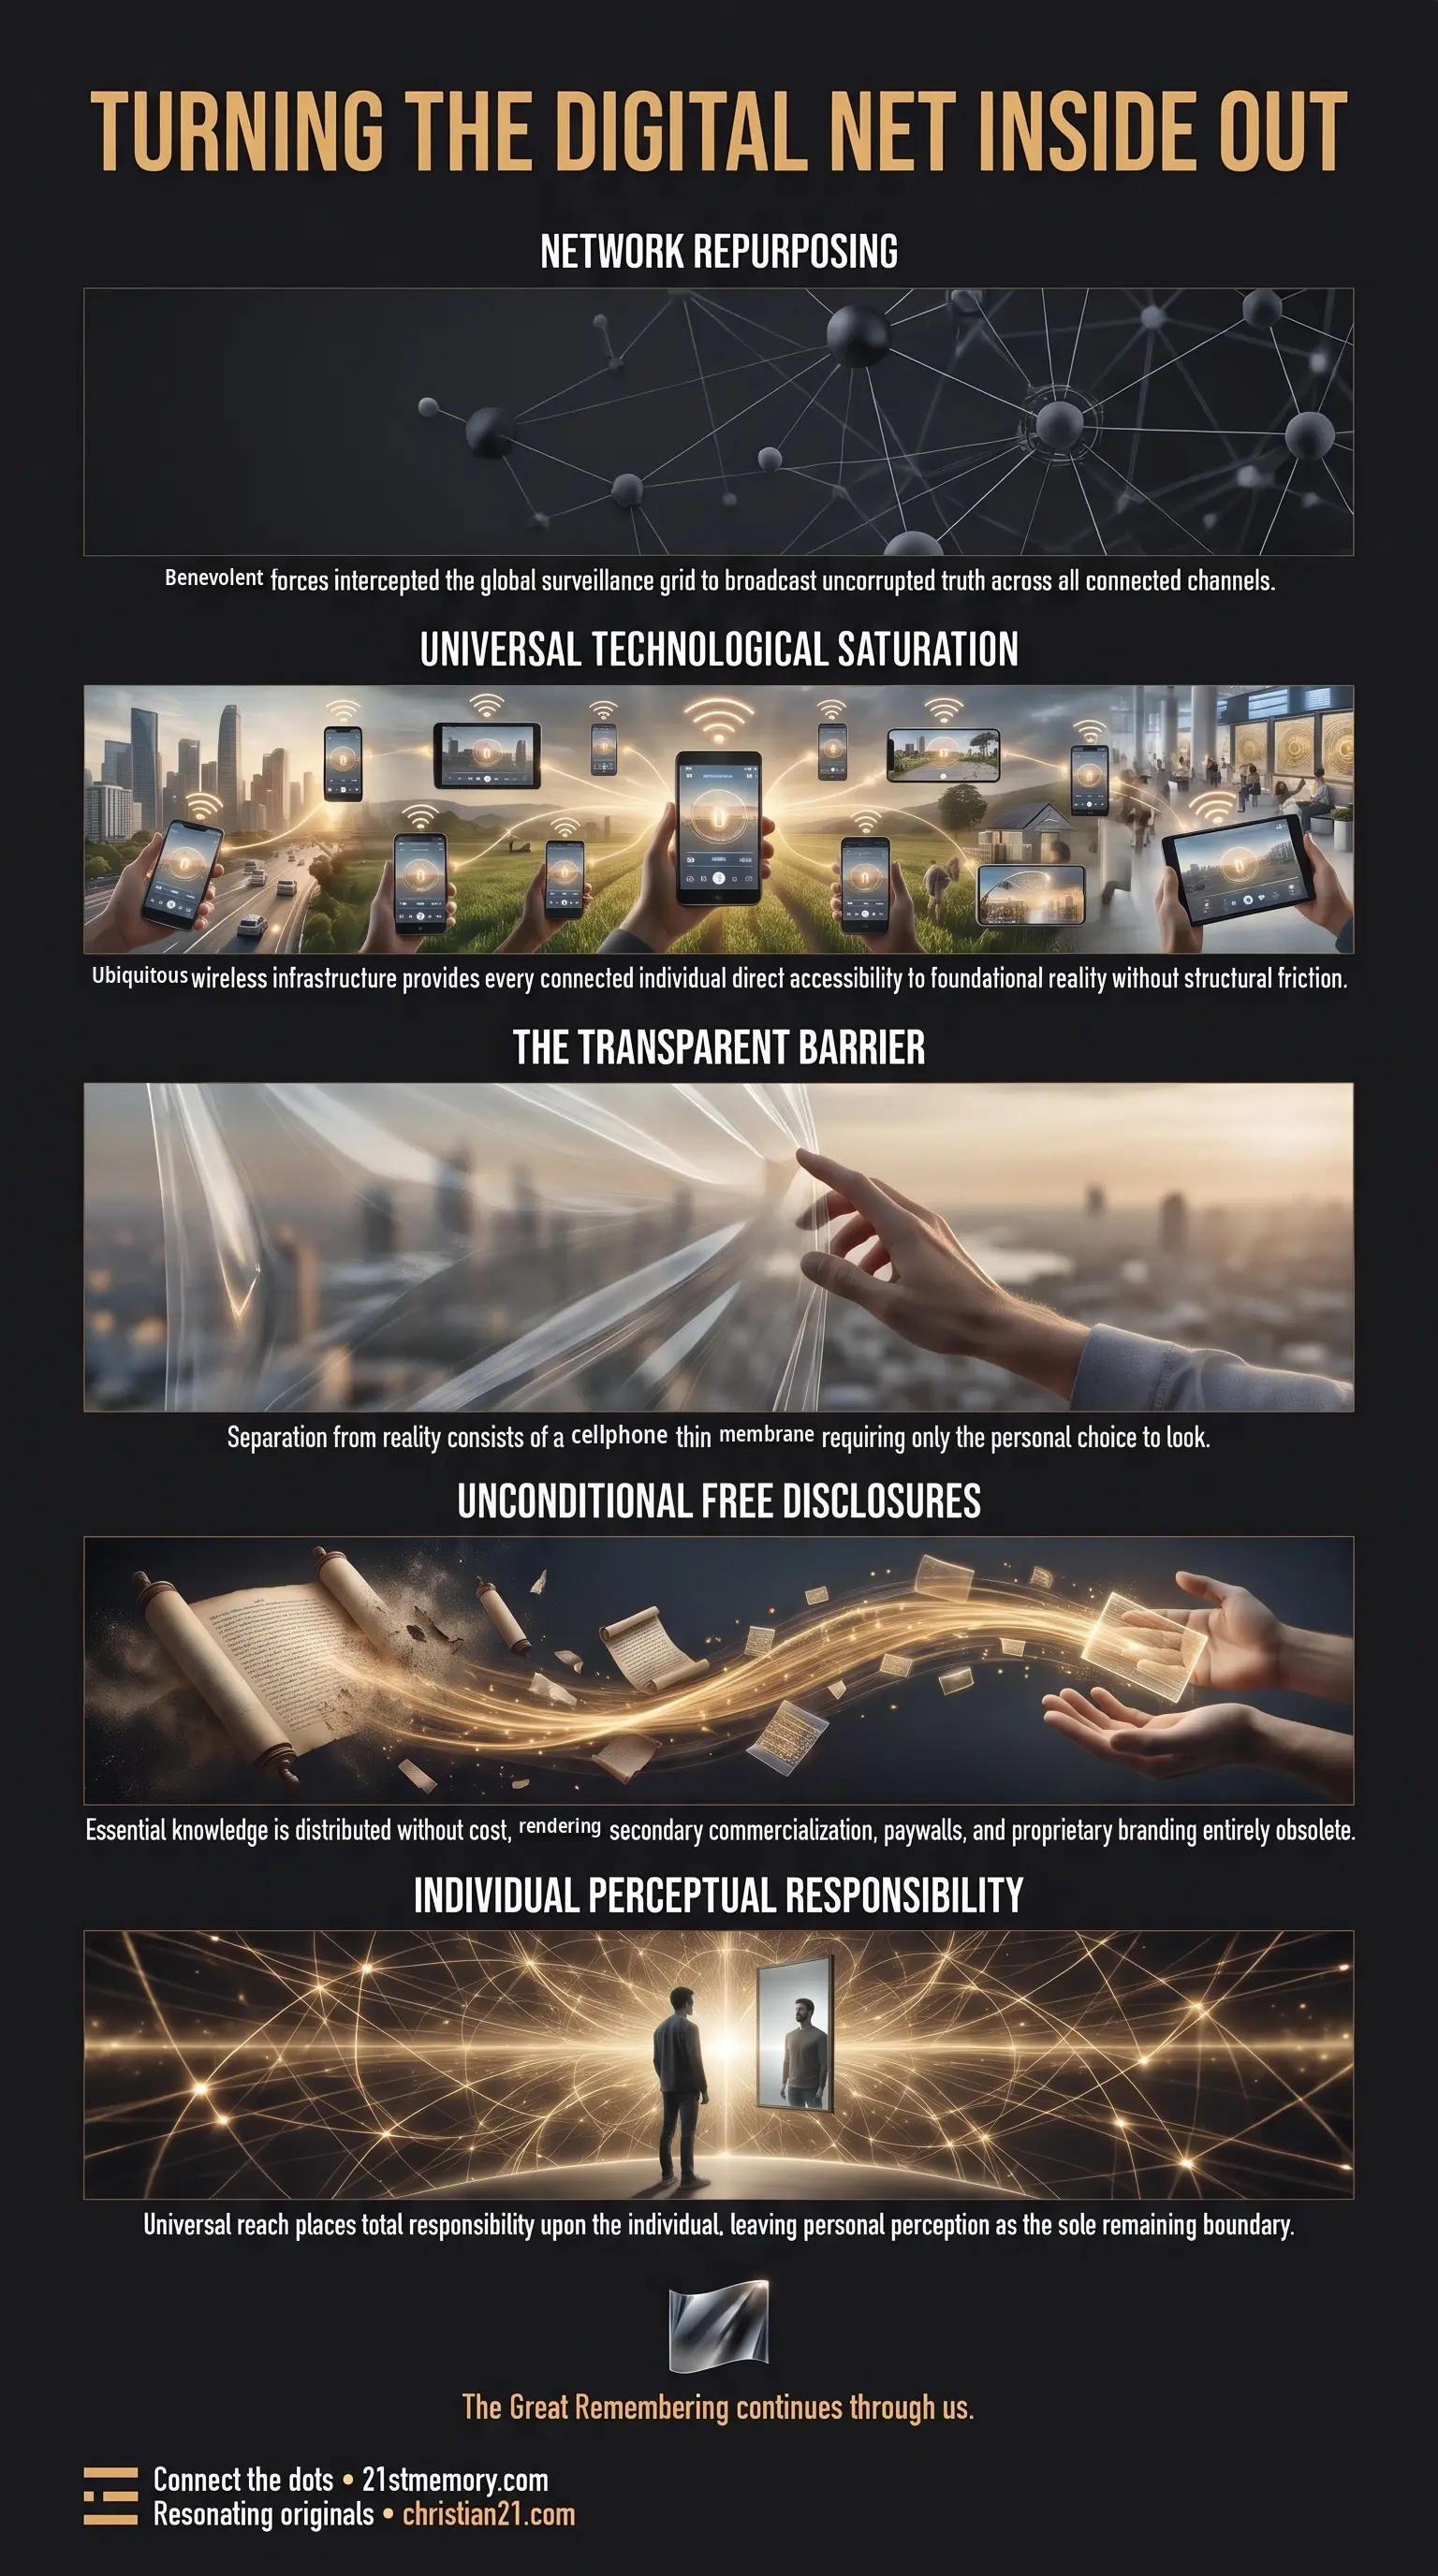 TURNING THE DIGITAL NET INSIDE OUT
NETWORK REPURPOSING
Benevolent forces intercepted the global surveillance grid to broadcast uncorrupted truth across all connected channels.
UNIVERSAL TECHNOLOGICAL SATURATION
Ubiquitous wireless infrastructure provides every connected individual direct accessibility to foundational reality without structural friction.
THE TRANSPARENT BARRIER
Separation from reality consists of a cellphone thin membrane requiring only the personal choice to look.
UNCONDITIONAL FREE DISCLOSURES
Essential knowledge is distributed without cost, rendering secondary commercialization, paywalls, and proprietary branding entirely obsolete.
INDIVIDUAL PERCEPTUAL RESPONSIBILITY
Universal reach places total responsibility upon the individual, leaving personal perception as the sole remaining boundary.
The Great Remembering continues through us.
Connect the dots • 21stmemory.com
Resonating originals • christian21.com